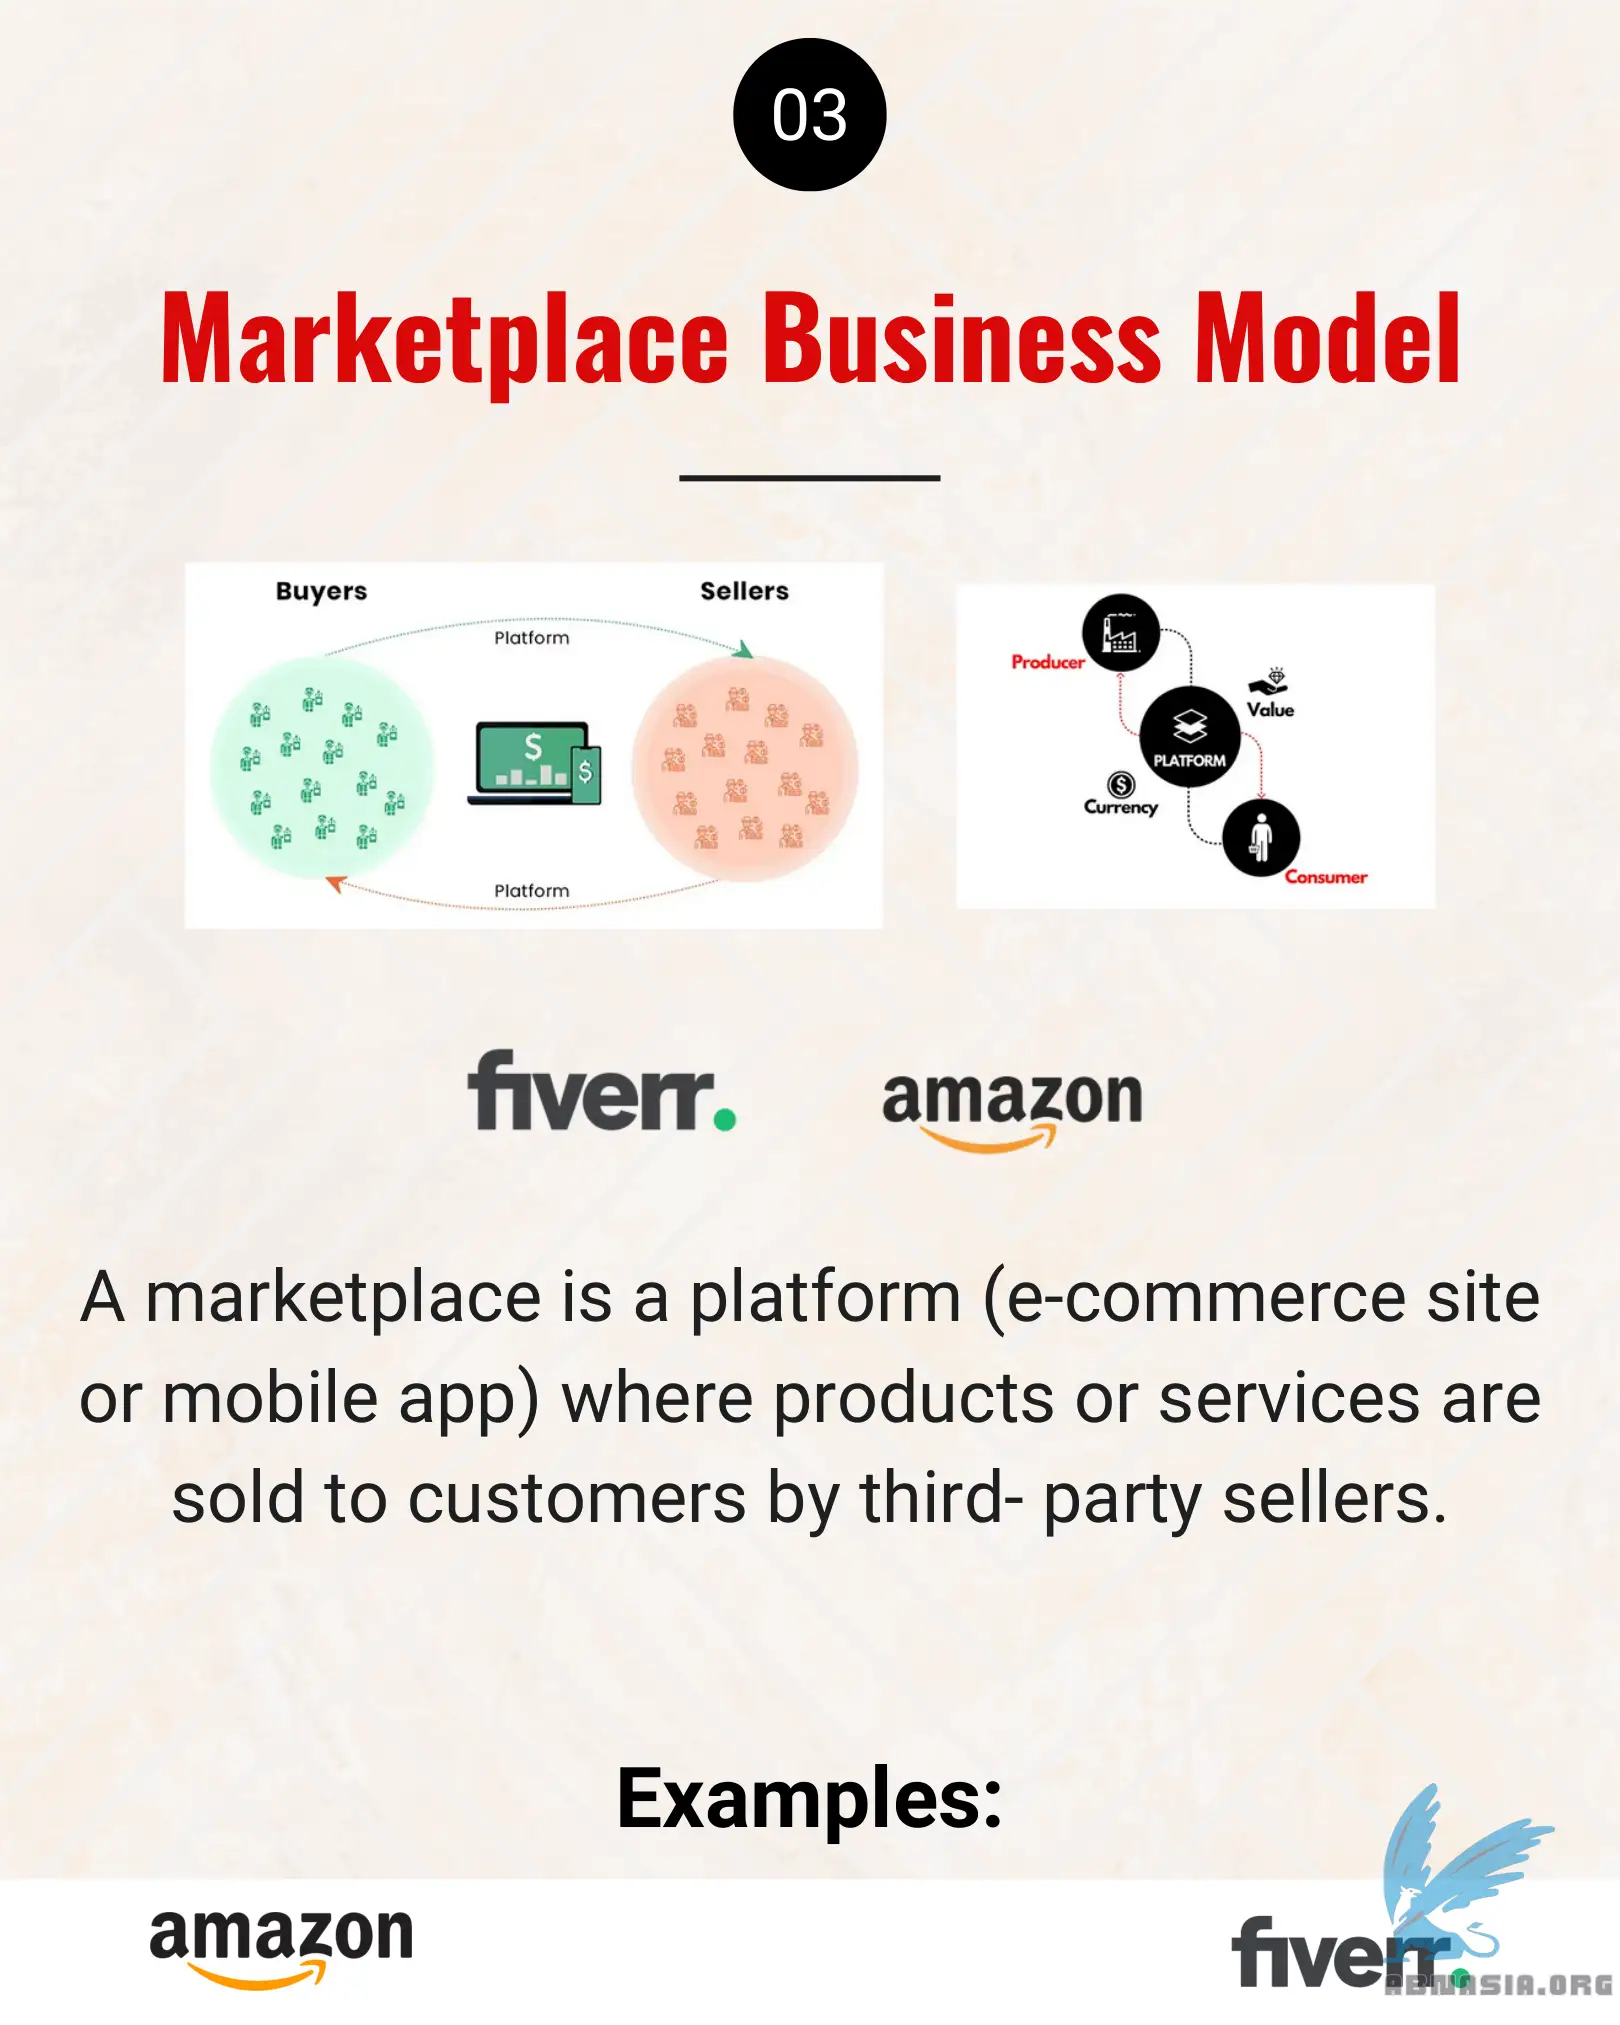 03
Marketplace Business Model
Buyers
Sellers
Platform
$
$
Platform
Producer
Value
PLATFORM
$
Currency
Consumer
fiverr.
amazon
A marketplace is a platform (e-commerce site
or mobile app) where products or services are
sold to customers by third- party sellers.
Examples:
amazon
fiverr.
ABMASIA.ORG